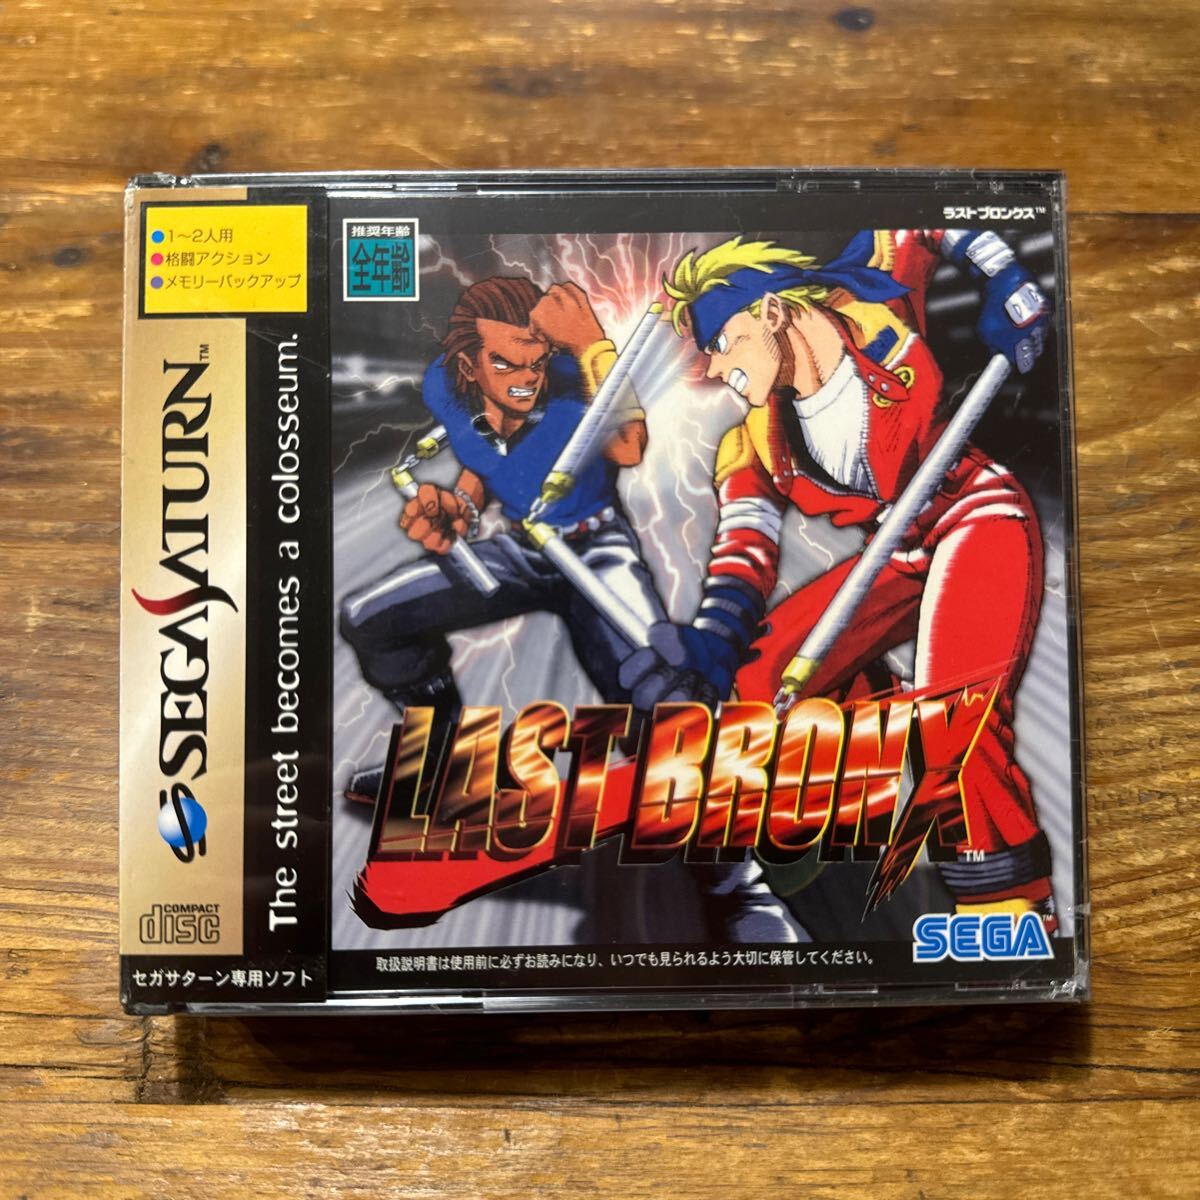 ●1〜2人用
●格闘アクション
●メモリーバックアップ
SEGA SATURN™
COMPACT
disc
セガサターン専用ソフト
The street becomes a colosseum.
推奨年齢
全年齢
ラストブロンクス™
LAST BRONX™
SEGA™
取扱説明書は使用前に必ずお読みになり、いつでも見られるよう大切に保管してください。